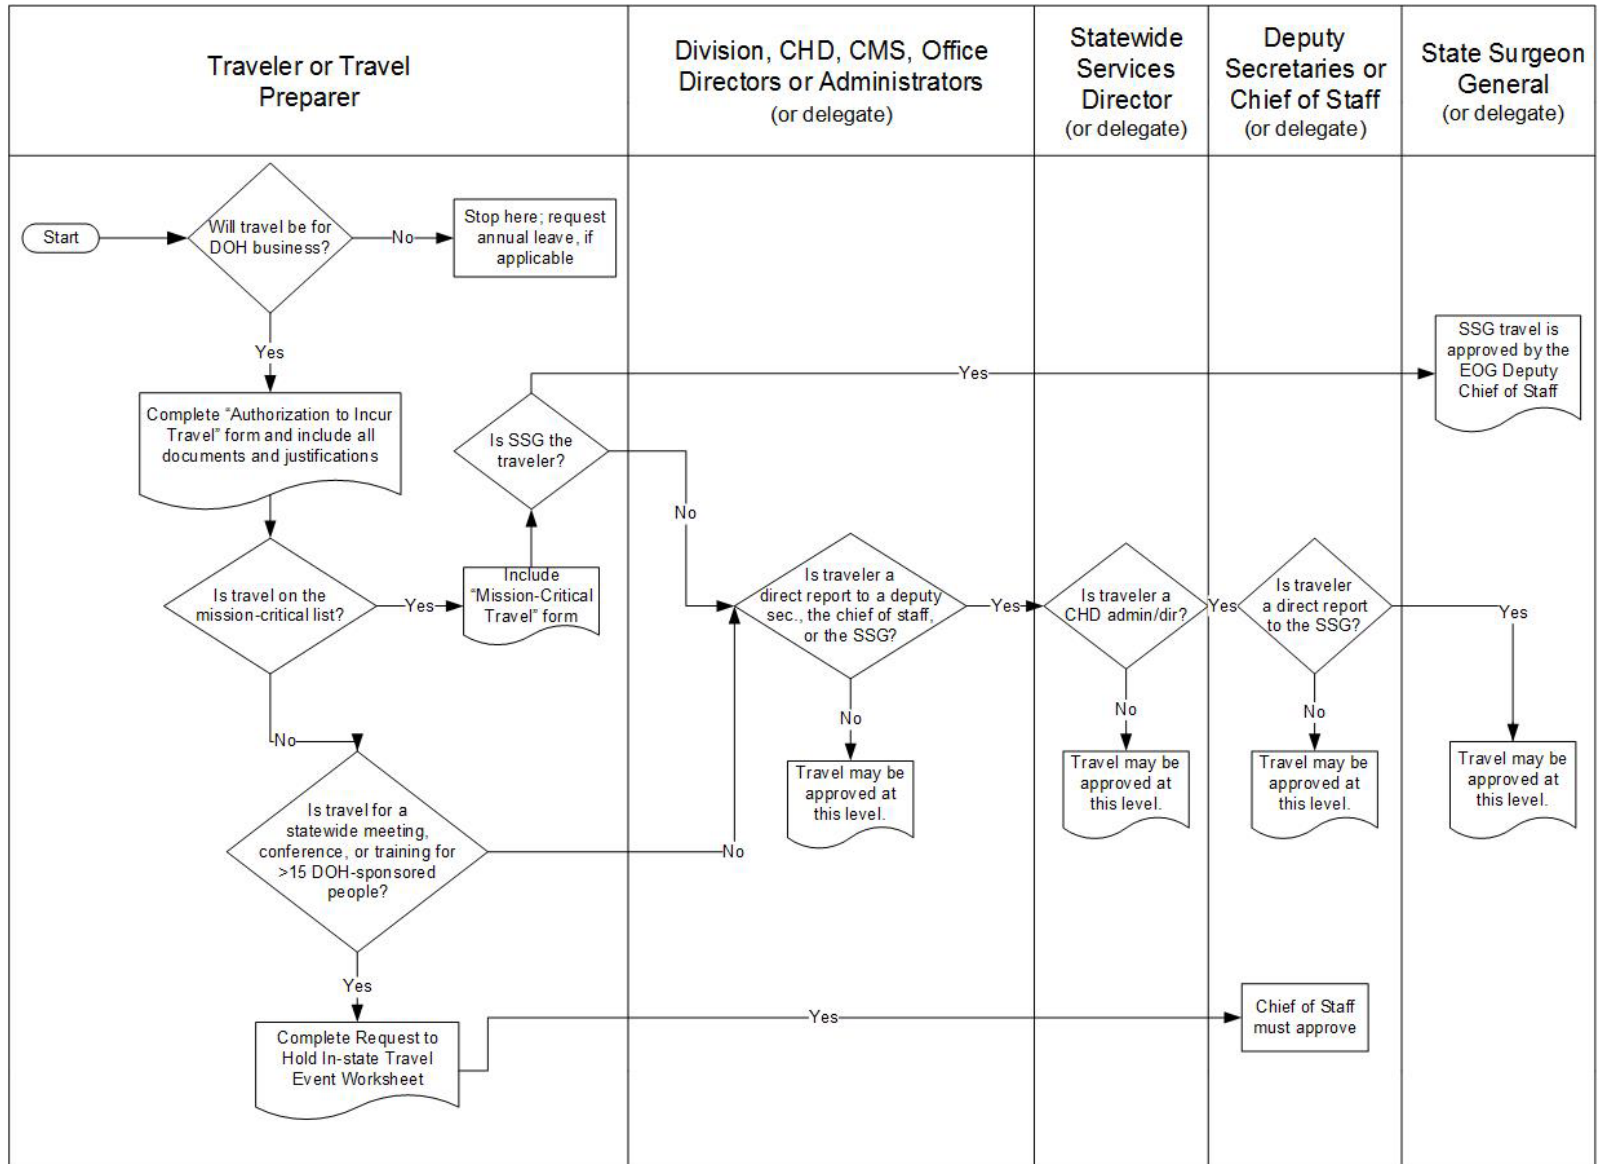 Traveler or Travel
Preparer
Division, CHD, CMS, Office
Directors or Administrators
(or delegate)
Statewide
Services
Director
(or delegate)
Deputy
Secretaries or
Chief of Staff
(or delegate)
State Surgeon
General
(or delegate)
Start
Will travel be for
DOH business?
No
Stop here; request
annual leave, if
applicable
Yes
Complete “Authorization to Incur
Travel” form and include all
documents and justifications
Is SSG the
traveler?
Yes
SSG travel is
approved by the
EOG Deputy
Chief of Staff
No
Is travel on the
mission-critical list?
Yes
Include
“Mission-Critical
Travel” form
Is traveler a
direct report to a deputy
sec., the chief of staff,
or the SSG?
Yes
Is traveler a
CHD admin/dir?
Yes
Is traveler
a direct report
to the SSG?
Yes
No
Travel may be
approved at
this level.
No
Travel may be
approved at
this level.
No
Travel may be
approved at
this level.
Travel may be
approved at
this level.
No
Is travel for a
statewide meeting,
conference, or training for
>15 DOH-sponsored
people?
No
Yes
Complete Request to
Hold In-state Travel
Event Worksheet
Yes
Chief of Staff
must approve